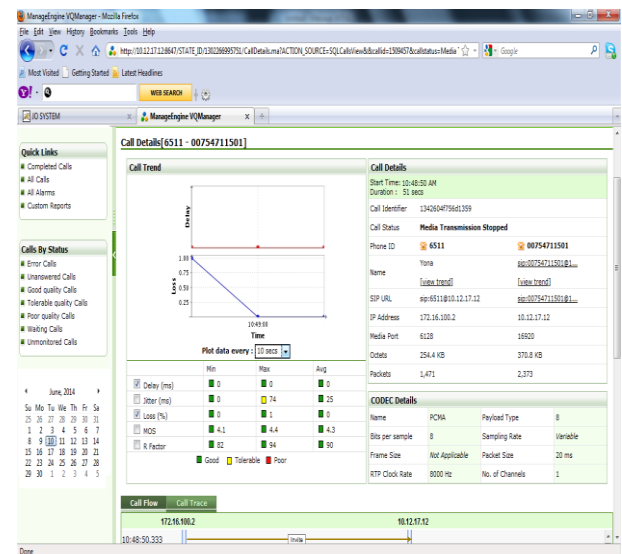 ManageEngine VQManager - Mozilla Firefox
File Edit View History Bookmarks Tools Help
Google
Most Visited Getting Started Latest Headlines
WEB SEARCH
JO SYSTEM ManageEngine VQManager
Call Details[6511 - 00754711501]
Quick Links
Completed Calls
All Calls
All Alarms
Custom Reports
Calls By Status
Error Calls
Unanswered Calls
Good quality Calls
Tolerable quality Calls
Poor quality Calls
Waiting Calls
Unmonitored Calls
June, 2014
Su Mo Tu We Th Fr Sa
25 26 27 28 29 30 31
1 2 3 4 5 6 7
8 9 10 11 12 13 14
15 16 17 18 19 20 21
22 23 24 25 26 27 28
29 30 1 2 3 4 5
Call Trend
Delay
1.00
0.75
0.50
0.25
Loss
10:49:00
Time
Plot data every : 10 secs
Min Max Avg
Delay (ms) 0 0 0
Jitter (ms) 0 74 25
Loss (%) 0 1 0
MOS 4.1 4.4 4.3
R Factor 82 94 90
Good Tolerable Poor
Call Details
Start Time: 10:48:50 AM
Duration : 51 secs
Call Identifier 1342604f756d1359
Call Status Media Transmission Stopped
Phone ID 6511 00754711501
Name Yona sip:00754711501@1...
[view trend] [view trend]
SIP URL sip:6511@10.12.17.12 sip:00754711501@1...
IP Address 172.16.100.2 10.12.17.12
Media Port 6128 16920
Octets 254.4 KB 370.8 KB
Packets 1,471 2,373
CODEC Details
Name PCMA Payload Type 8
Bits per sample 8 Sampling Rate Variable
Frame Size Not Applicable Packet Size 20 ms
RTP Clock Rate 8000 Hz No. of Channels 1
Call Flow Call Trace
172.16.100.2 10.12.17.12
10:48:50.333 Invite
Done